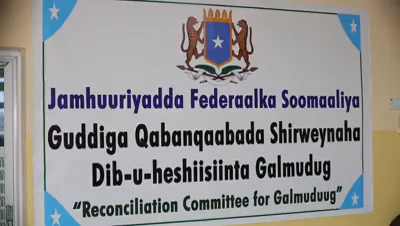 Jamhuuriyadda Federaalka Soomaaliya
Guddiga Qabanqaabada Shirweynaha
Dib-u-heshiisiinta Galmudug
“Reconciliation Committee for Galmuduug”